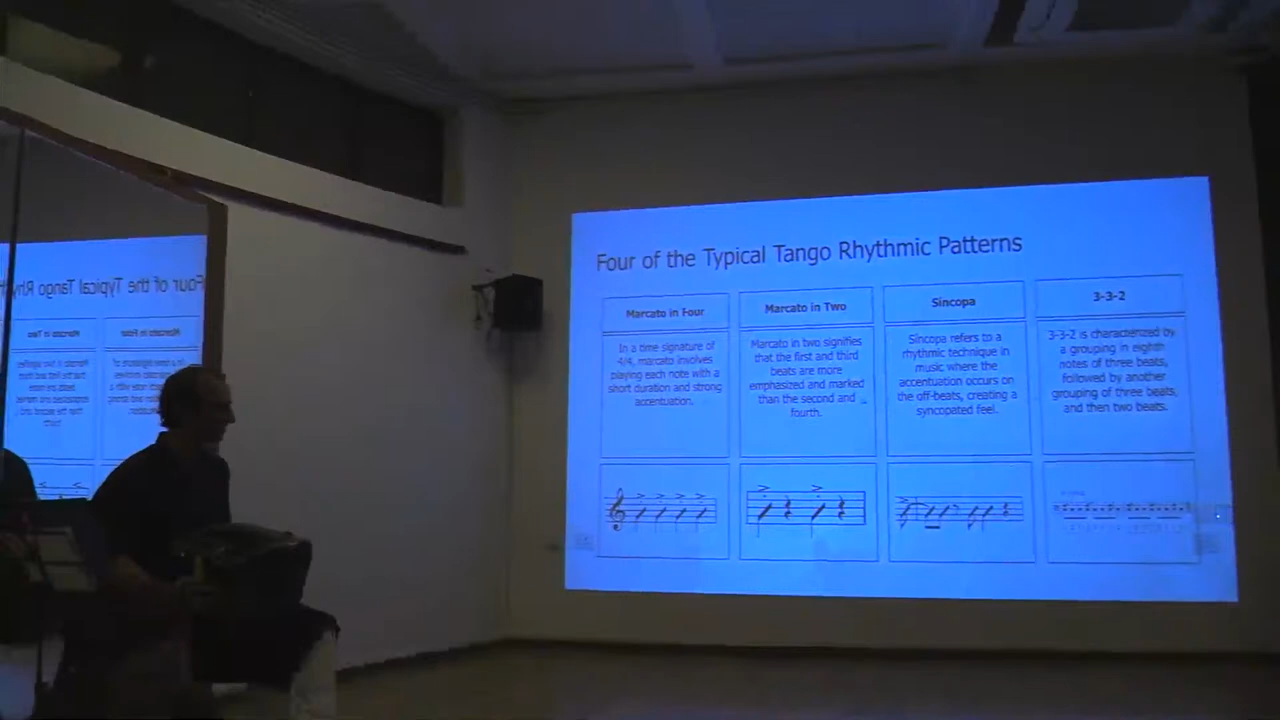 Four of the Typical Tango Rhythmic Patterns
Marcato in Four
In a time signature of
4/4, marcato involves
playing each note with a
short duration and strong
accentuation.
Marcato in Two
Marcato in two signifies
that the first and third
beats are more
emphasized and marked
than the second and
fourth.
Sincopa
Sincopa refers to a
rhythmic technique in
music where the
accentuation occurs on
the off-beats, creating a
syncopated feel.
3-3-2
3-3-2 is characterized by
a grouping in eighth
notes of three beats,
followed by another
grouping of three beats,
and then two beats.